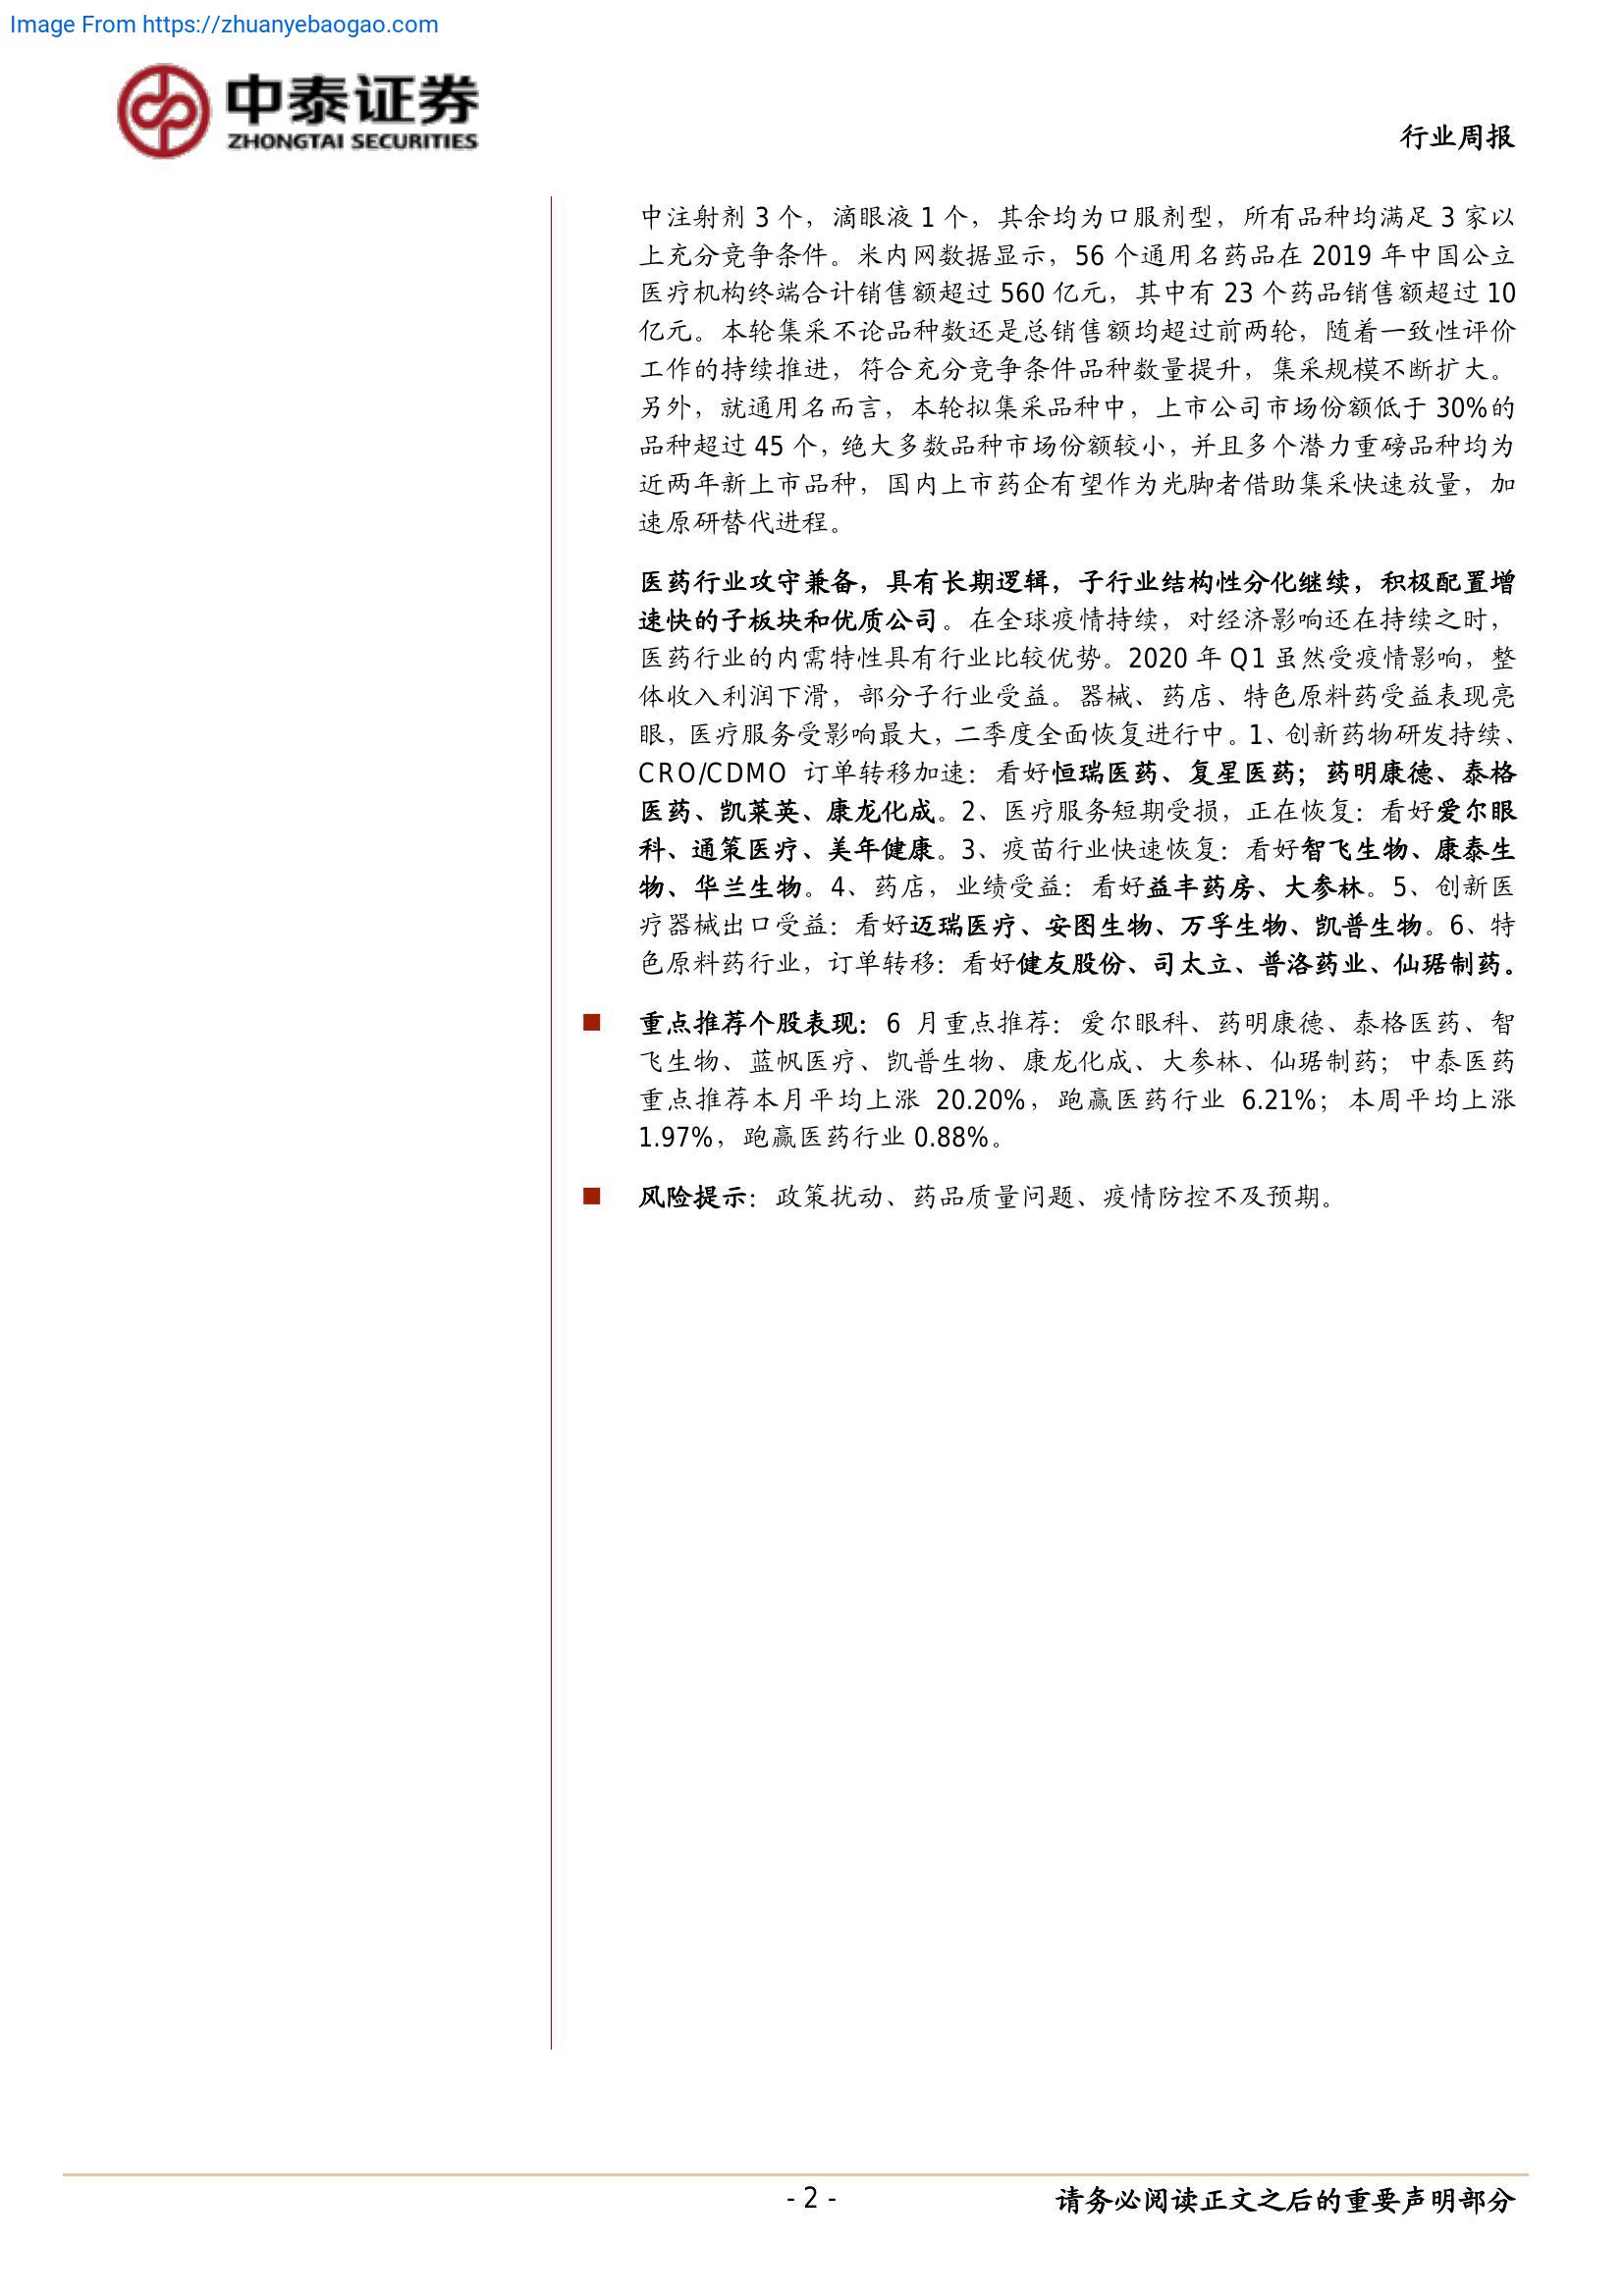 Image From https://zhuanyebaogao.com
中泰证券
ZHONGTAI SECURITIES
行业周报
中注射剂 3 个，滴眼液 1 个，其余均为口服剂型，所有品种均满足 3 家以
上充分竞争条件。米内网数据显示，56 个通用名药品在 2019 年中国公立
医疗机构终端合计销售额超过 560 亿元，其中有 23 个药品销售额超过 10
亿元。本轮集采不论品种数还是总销售额均超过前两轮，随着一致性评价
工作的持续推进，符合充分竞争条件品种数量提升，集采规模不断扩大。
另外，就通用名而言，本轮拟集采品种中，上市公司市场份额低于 30%的
品种超过 45 个，绝大多数品种市场份额较小，并且多个潜力重磅品种均为
近两年新上市品种，国内上市药企有望作为光脚者借助集采快速放量，加
速原研替代进程。
医药行业攻守兼备，具有长期逻辑，子行业结构性分化继续，积极配置增
速快的子板块和优质公司。在全球疫情持续，对经济影响还在持续之时，
医药行业的内需特性具有行业比较优势。2020 年 Q1 虽然受疫情影响，整
体收入利润下滑，部分子行业受益。器械、药店、特色原料药受益表现亮
眼，医疗服务受影响最大，二季度全面恢复进行中。1、创新药物研发持续、
CRO/CDMO 订单转移加速：看好恒瑞医药、复星医药；药明康德、泰格
医药、凯莱英、康龙化成。2、医疗服务短期受损，正在恢复：看好爱尔眼
科、通策医疗、美年健康。3、疫苗行业快速恢复：看好智飞生物、康泰生
物、华兰生物。4、药店，业绩受益：看好益丰药房、大参林。5、创新医
疗器械出口受益：看好迈瑞医疗、安图生物、万孚生物、凯普生物。6、特
色原料药行业，订单转移：看好健友股份、司太立、普洛药业、仙琚制药。
■ 重点推荐个股表现：6 月重点推荐：爱尔眼科、药明康德、泰格医药、智
飞生物、蓝帆医疗、凯普生物、康龙化成、大参林、仙琚制药；中泰医药
重点推荐本月平均上涨 20.20%，跑赢医药行业 6.21%；本周平均上涨
1.97%，跑赢医药行业 0.88%。
■ 风险提示：政策扰动、药品质量问题、疫情防控不及预期。
- 2 -
请务必阅读正文之后的重要声明部分